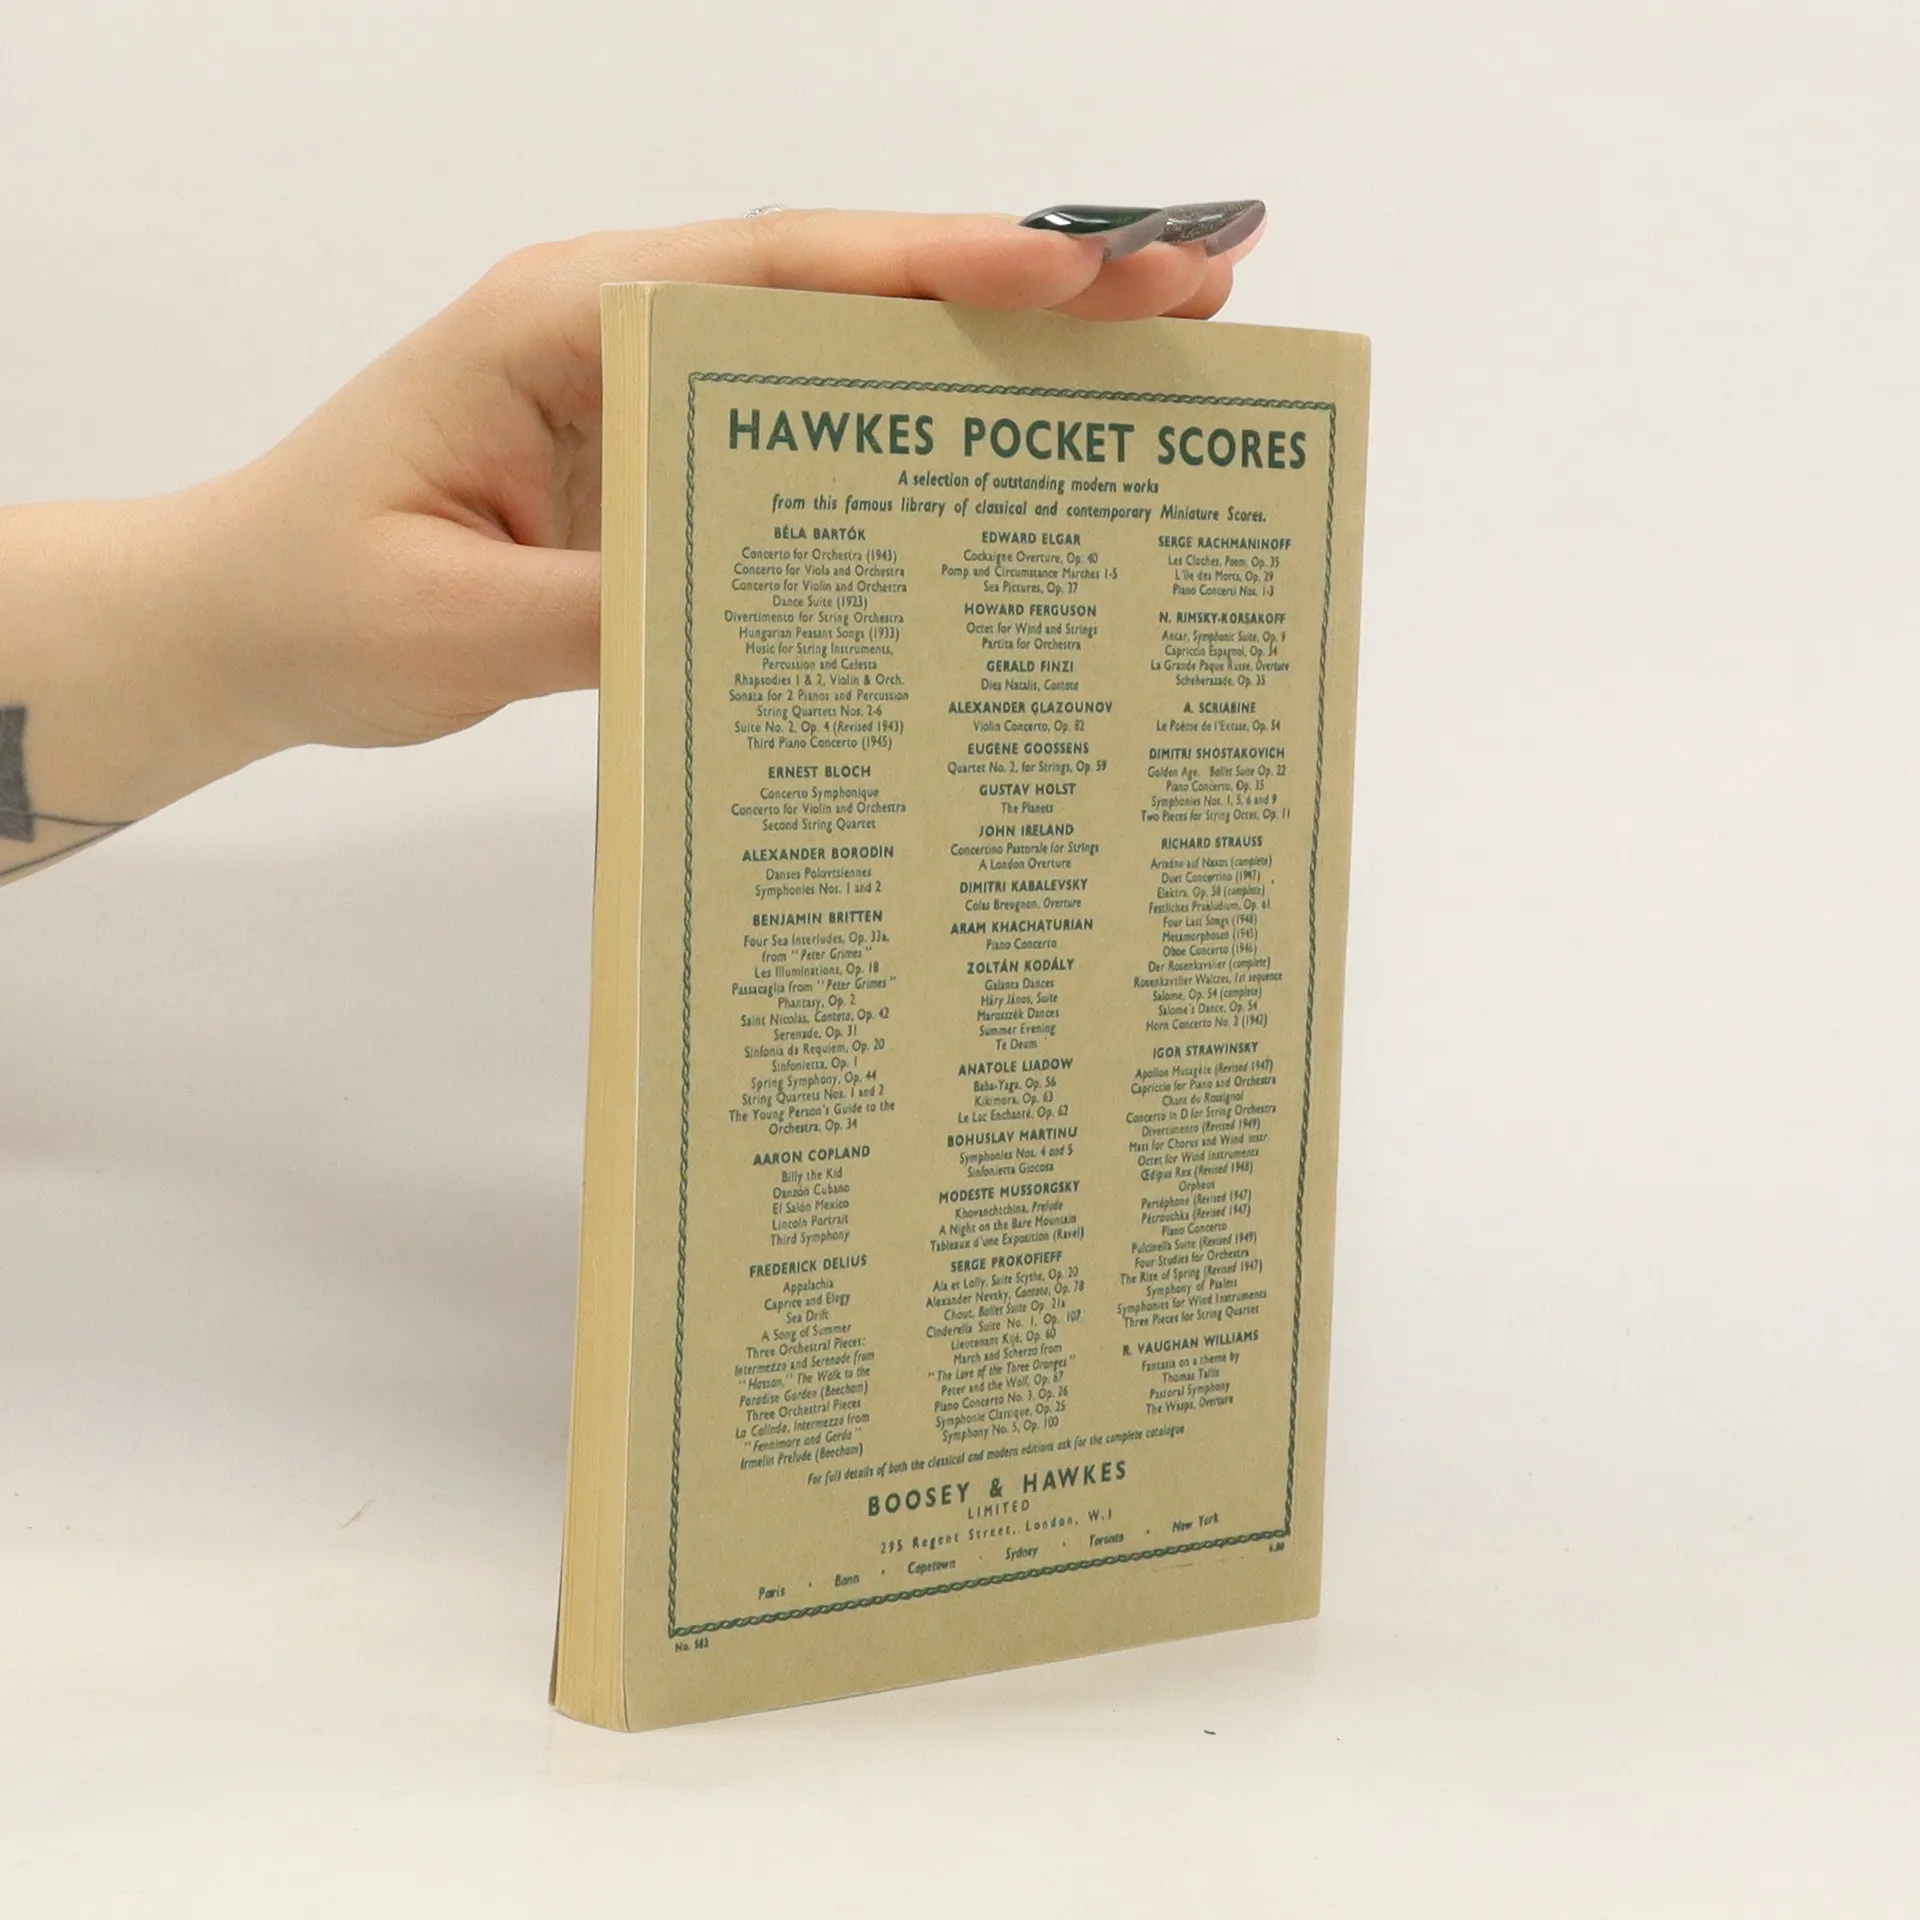 HAWKES POCKET SCORES
A selection of outstanding modern works
from this famous library of classical and contemporary Miniature Scores.
BÉLA BARTÓK
Concerto for Orchestra (1943)
Concerto for Viola and Orchestra
Concerto for Violin and Orchestra
Dance Suite (1923)
Divertimento for String Orchestra
Hungarian Peasant Songs (1933)
Music for String Instruments,
Percussion and Celesta
Rhapsodies 1 & 2, Violin & Orch.
Sonata for 2 Pianos and Percussion
String Quartets Nos. 2-6
Suite No. 2, Op. 4 (Revised 1943)
Third Piano Concerto (1945)
ERNEST BLOCH
Concerto Symphonique
Concerto for Violin and Orchestra
Second String Quartet
ALEXANDER BORODIN
Danses Polovtsiennes
Symphonies Nos. 1 and 2
BENJAMIN BRITTEN
Four Sea Interludes, Op. 33a,
from "Peter Grimes"
Les Illuminations, Op. 18
Passacaglia from "Peter Grimes"
Phantasy, Op. 2
Saint Nicolas, Cantata, Op. 42
Serenade, Op. 31
Sinfonia da Requiem, Op. 20
Sinfonietta, Op. 1
Spring Symphony, Op. 44
String Quartets Nos. 1 and 2
The Young Person's Guide to the
Orchestra, Op. 34
AARON COPLAND
Billy the Kid
Danzón Cubano
El Salón Mexico
Lincoln Portrait
Third Symphony
FREDERICK DELIUS
Appalachia
Caprice and Elegy
Sea Drift
A Song of Summer
Three Orchestral Pieces:
Intermezzo and Serenade from
"Hassan," The Walk to the
Paradise Garden (Beecham)
Three Orchestral Pieces
La Calinda, Intermezzo from
"Fennimore and Gerda"
Irmelin Prelude (Beecham)
EDWARD ELGAR
Cockaigne Overture, Op. 40
Pomp and Circumstance Marches 1-5
Sea Pictures, Op. 37
HOWARD FERGUSON
Octet for Wind and Strings
Partita for Orchestra
GERALD FINZI
Dies Natalis, Cantata
ALEXANDER GLAZOUNOV
Violin Concerto, Op. 82
EUGENE GOOSSENS
Quartet No. 2, for Strings, Op. 59
GUSTAV HOLST
The Planets
JOHN IRELAND
Concertino Pastorale for Strings
A London Overture
DIMITRI KABALEVSKY
Colas Breugnon, Overture
ARAM KHACHATURIAN
Piano Concerto
ZOLTÁN KODÁLY
Galanta Dances
Háry János, Suite
Marosszék Dances
Summer Evening
Te Deum
ANATOLE LIADOW
Baba-Yaga, Op. 56
Kikimora, Op. 63
Le Lac Enchanté, Op. 62
BOHUSLAV MARTINU
Symphonies Nos. 4 and 5
Sinfonietta Giocosa
MODESTE MUSSORGSKY
Khovanchtchina, Prelude
A Night on the Bare Mountain
Tableaux d'une Exposition (Ravel)
SERGE PROKOFIEFF
Ala et Lolly, Suite Scythe, Op. 20
Alexander Nevsky, Cantata, Op. 78
Chout, Ballet Suite Op. 21a
Cinderella Suite No. 1, Op. 107
Lieutenant Kijé, Op. 60
March and Scherzo from
"The Love of the Three Oranges"
Peter and the Wolf, Op. 67
Piano Concerto No. 3, Op. 26
Symphonie Classique, Op. 25
Symphony No. 5, Op. 100
SERGE RACHMANINOFF
Les Cloches, Poem, Op. 35
L'île des Morts, Op. 29
Piano Concerti Nos. 1-3
N. RIMSKY-KORSAKOFF
Antar, Symphonic Suite, Op. 9
Capriccio Espagnol, Op. 34
La Grande Paque Russe, Overture
Scheherazade, Op. 35
A. SCRIABINE
Le Poème de l'Extase, Op. 54
DIMITRI SHOSTAKOVICH
Golden Age. Ballet Suite Op. 22
Piano Concerto, Op. 35
Symphonies Nos. 1, 5, 6 and 9
Two Pieces for String Octet, Op. 11
RICHARD STRAUSS
Ariadne auf Naxos (complete)
Duet Concertino (1947)
Elektra, Op. 58 (complete)
Festliches Praeludium, Op. 61
Four Last Songs (1948)
Metamorphosen (1945)
Oboe Concerto (1946)
Der Rosenkavalier (complete)
Rosenkavalier Waltzes, 1st sequence
Salome, Op. 54 (complete)
Salome's Dance, Op. 54
Horn Concerto No. 2 (1942)
IGOR STRAWINSKY
Apollon Musagète (Revised 1947)
Capriccio for Piano and Orchestra
Chant du Rossignol
Concerto in D for String Orchestra
Divertimento (Revised 1949)
Mass for Chorus and Wind instr.
Octet for Wind Instruments
Œdipus Rex (Revised 1948)
Orpheus
Perséphone (Revised 1947)
Pétrouchka (Revised 1947)
Piano Concerto
Pulcinella Suite (Revised 1949)
Four Studies for Orchestra
The Rite of Spring (Revised 1947)
Symphony of Psalms
Symphonies for Wind Instruments
Three Pieces for String Quartet
R. VAUGHAN WILLIAMS
Fantasia on a theme by
Thomas Tallis
Pastoral Symphony
The Wasps, Overture
For full details of both the classical and modern editions ask for the complete catalogue
BOOSEY & HAWKES
LIMITED
295 Regent Street, London, W.1
Paris · Bonn · Capetown · Sydney · Toronto · New York
No. 582